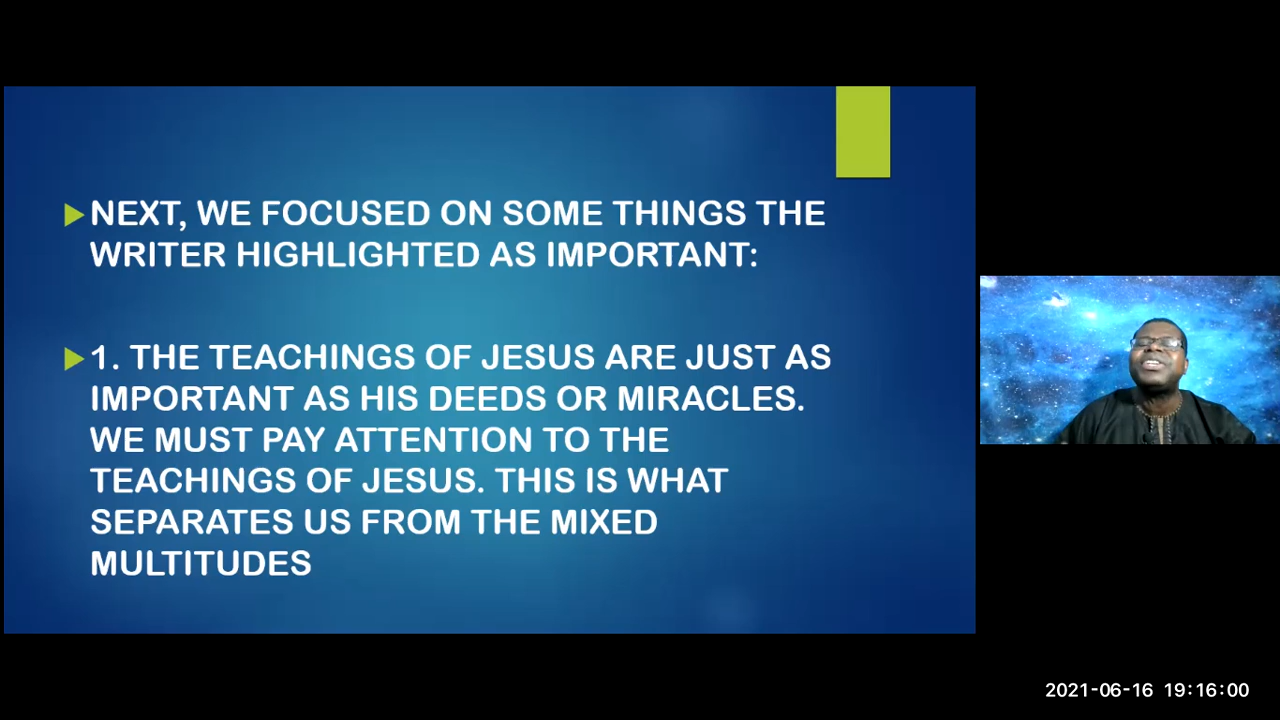 NEXT, WE FOCUSED ON SOME THINGS THE
WRITER HIGHLIGHTED AS IMPORTANT:
1. THE TEACHINGS OF JESUS ARE JUST AS
IMPORTANT AS HIS DEEDS OR MIRACLES.
WE MUST PAY ATTENTION TO THE
TEACHINGS OF JESUS. THIS IS WHAT
SEPARATES US FROM THE MIXED
MULTITUDES
2021-06-16 19:16:00